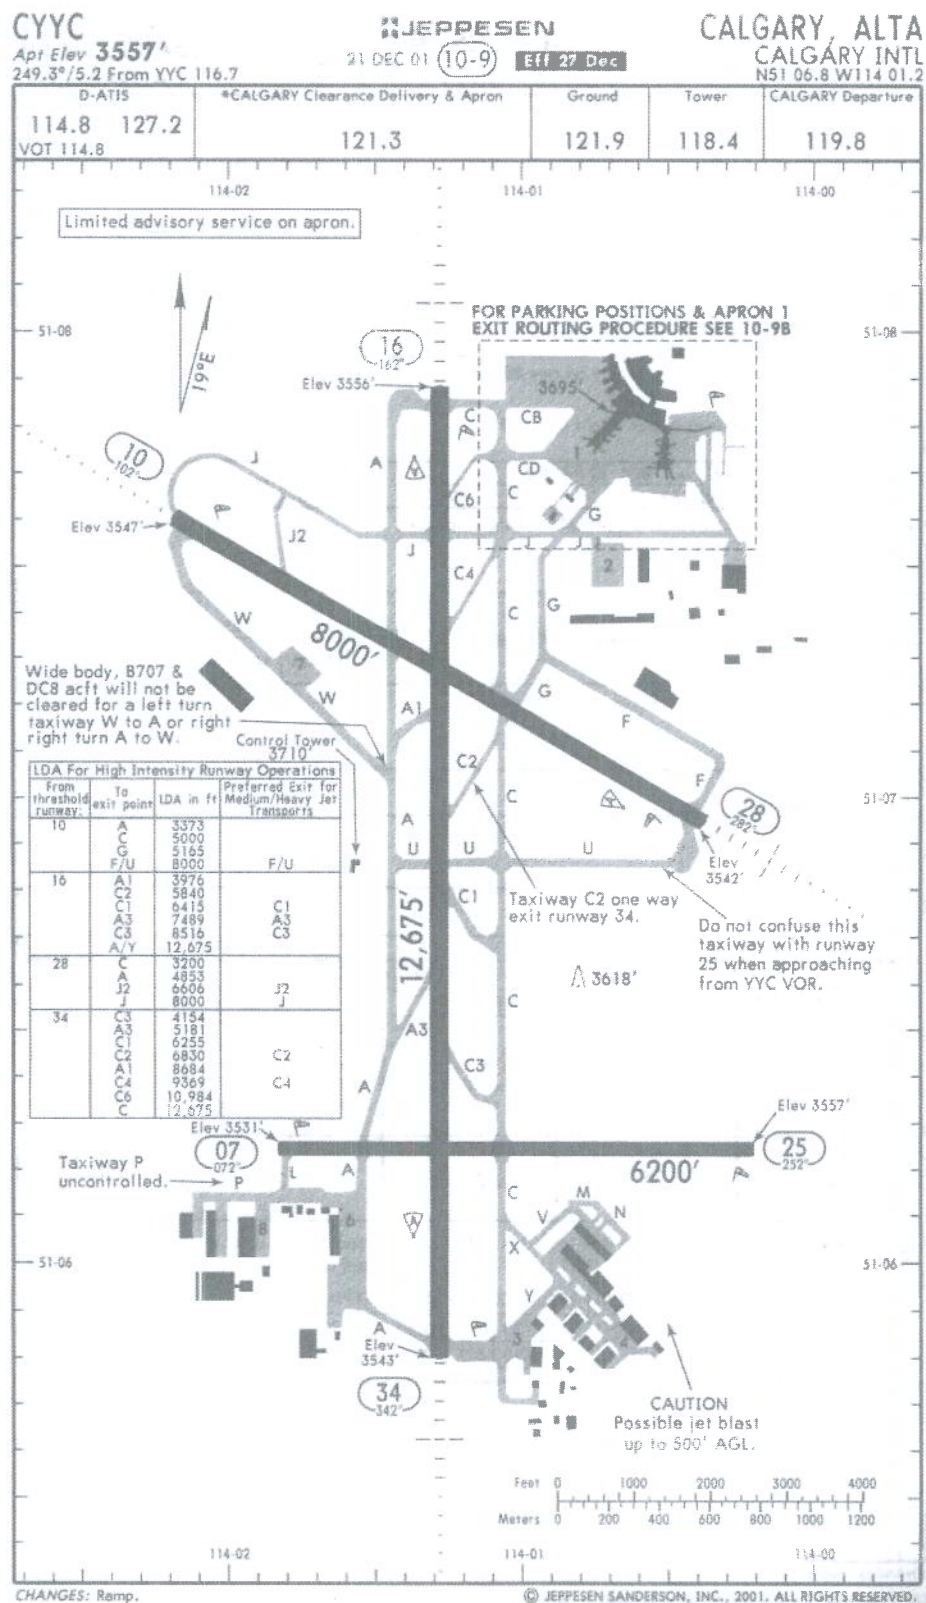 CYYC
Apt Elev 3557'
249.3°/5.2 From YYC 116.7
JEPPESEN
21 DEC 01 10-9 Eff 27 Dec
CALGARY, ALTA
CALGARY INTL
N51 06.8 W114 01.2
D-ATIS
114.8 127.2
VOT 114.8
*CALGARY Clearance Delivery & Apron
121.3
Ground
121.9
Tower
118.4
CALGARY Departure
119.8
114-02 114-01 114-00
Limited advisory service on apron.
FOR PARKING POSITIONS & APRON 1
EXIT ROUTING PROCEDURE SEE 10-9B
51-08 51-08
19°E
16
162°
Elev 3556'
3695'
C CB
10
102°
J
A
CD
1
C6 C
G
Elev 3547'
J2
J
J J
C4
2
W
8000'
C
G
7
Wide body, B707 &
DC8 acft will not be
cleared for a left turn
taxiway W to A or right
right turn A to W.
W
G
F
A1
Control Tower
3710'
C2
F
C
28
282°
51-07
A
U U U
Elev
3542'
LDA For High Intensity Runway Operations
From threshold runway: To exit point LDA in ft Preferred Exit for Medium/Heavy Jet Transports
10 A 3373
C 5000
G 5165
F/U 8000 F/U
16 A1 3976
C2 5840
C1 6415 C1
A3 7489 A3
C3 8516 C3
A/Y 12,675
28 C 3200
A 4853
J2 6606 J2
J 8000 J
34 C3 4154
A3 5181
C1 6255
C2 6830 C2
A1 8684
C4 9369 C4
C6 10,984
C 12,675
12,675'
C1
Taxiway C2 one way
exit runway 34.
Do not confuse this
taxiway with runway
25 when approaching
from YYC VOR.
3618'
C
A3
C3
A
Elev 3531'
Elev 3557'
07
072°
25
252°
6200'
Taxiway P
uncontrolled.
P
L
A
C
M
N
V
X
8
6
A
51-06 51-06
Y
A
3
4
Elev
3543'
34
342°
CAUTION
Possible jet blast
up to 500' AGL.
Feet 0 1000 2000 3000 4000
Meters 0 200 400 600 800 1000 1200
114-02 114-01 114-00
CHANGES: Ramp.
© JEPPESEN SANDERSON, INC., 2001. ALL RIGHTS RESERVED.